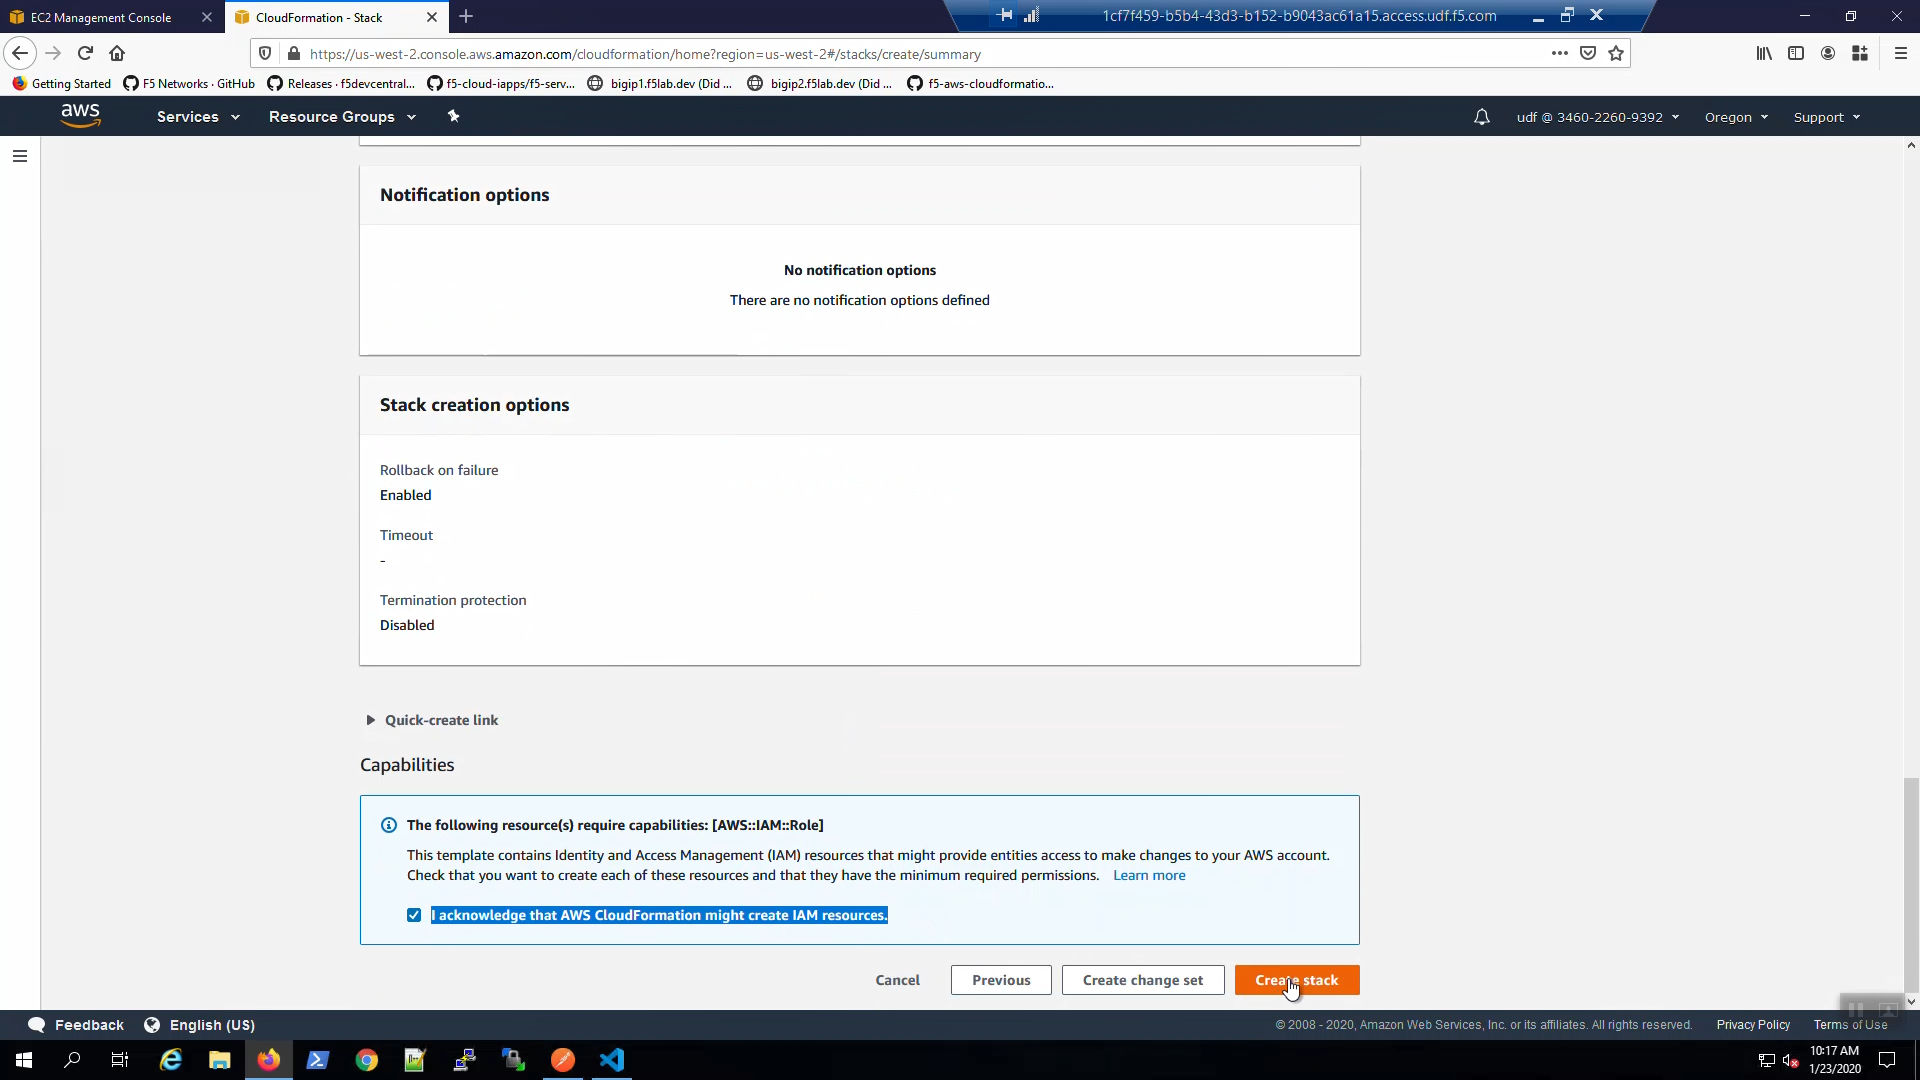 EC2 Management Console
CloudFormation - Stack
1cf7f459-b5b4-43d3-b152-b9043ac61a15.access.udf.f5.com
https://us-west-2.console.aws.amazon.com/cloudformation/home?region=us-west-2#/stacks/create/summary
Getting Started
F5 Networks · GitHub
Releases · f5devcentral...
f5-cloud-iapps/f5-serv...
bigip1.f5lab.dev (Did ...
bigip2.f5lab.dev (Did ...
f5-aws-cloudformatio...
aws
Services
Resource Groups
udf @ 3460-2260-9392
Oregon
Support
Notification options
No notification options
There are no notification options defined
Stack creation options
Rollback on failure
Enabled
Timeout
-
Termination protection
Disabled
Quick-create link
Capabilities
The following resource(s) require capabilities: [AWS::IAM::Role]
This template contains Identity and Access Management (IAM) resources that might provide entities access to make changes to your AWS account.
Check that you want to create each of these resources and that they have the minimum required permissions. Learn more
I acknowledge that AWS CloudFormation might create IAM resources.
Cancel
Previous
Create change set
Create stack
Feedback
English (US)
© 2008 - 2020, Amazon Web Services, Inc. or its affiliates. All rights reserved.
Privacy Policy
Terms of Use
10:17 AM
1/23/2020